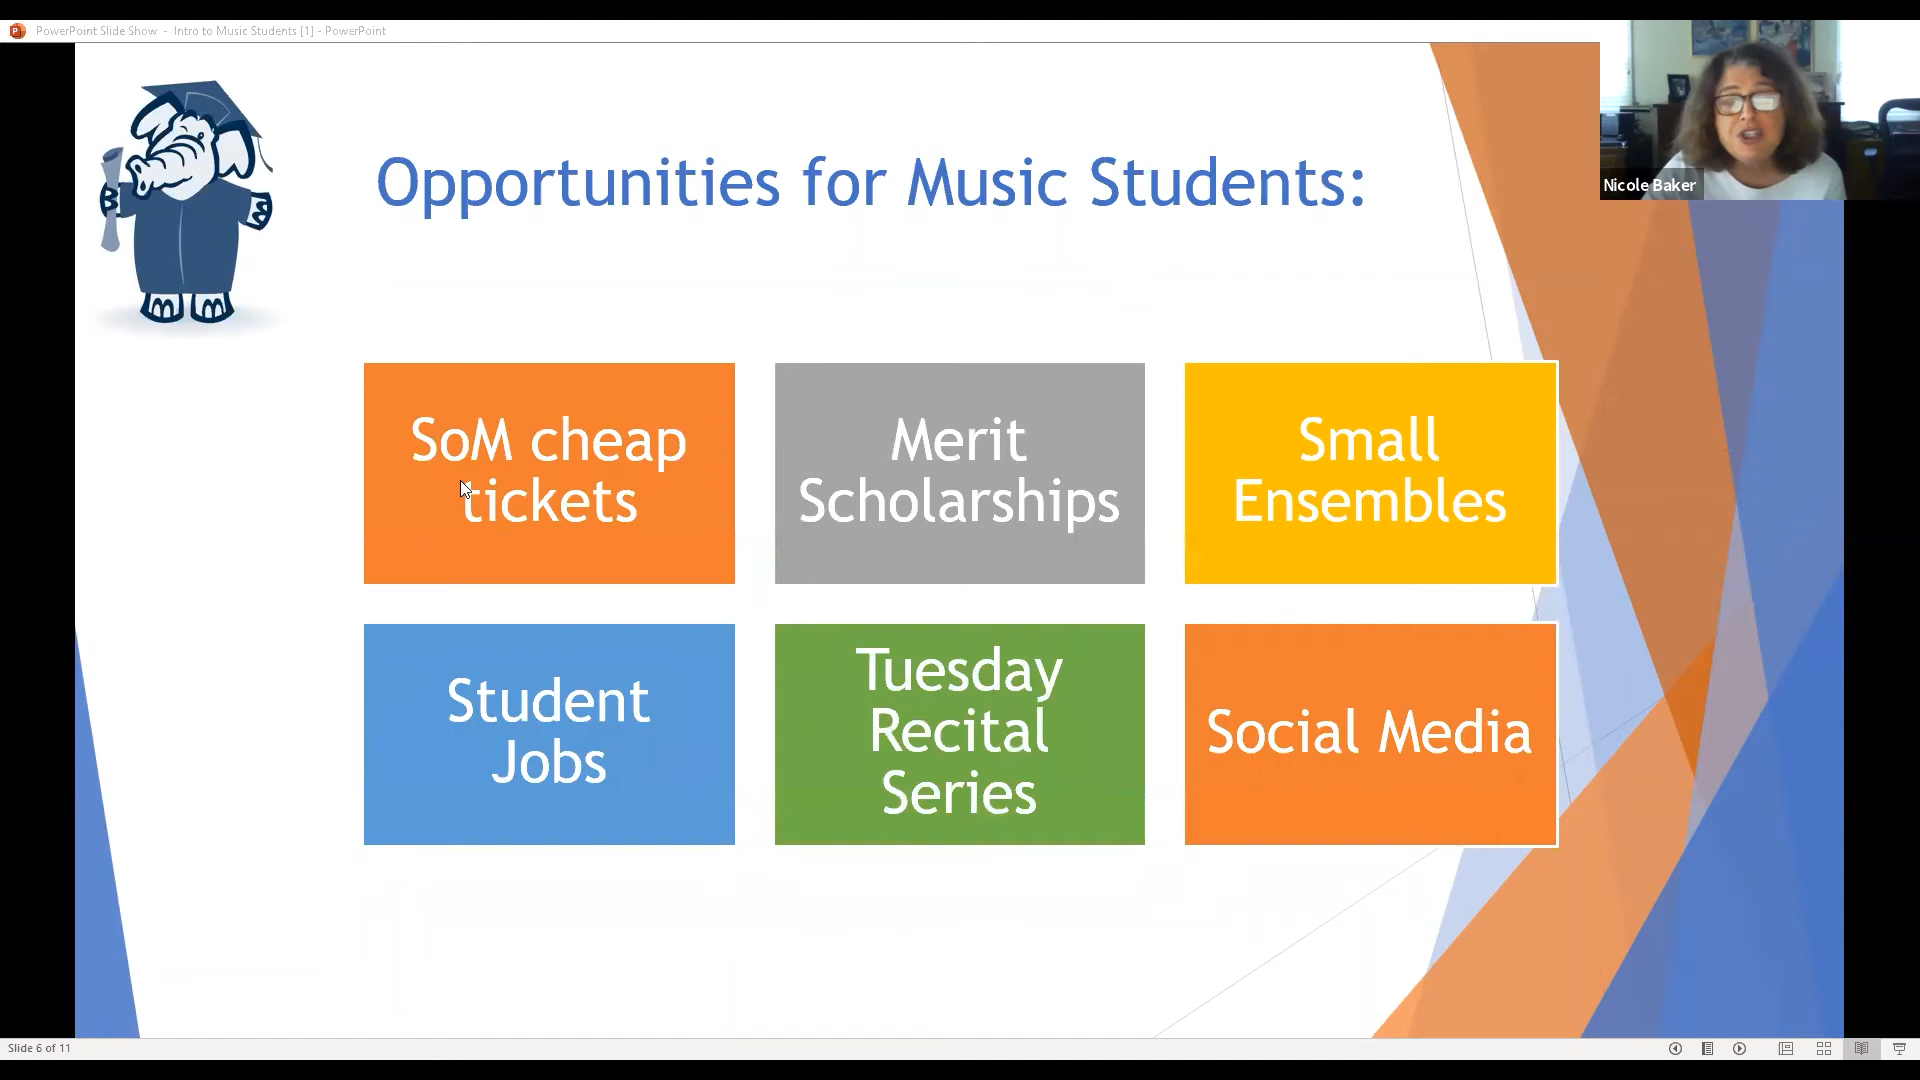 PowerPoint Slide Show - Intro to Music Students [1] - PowerPoint
Nicole Baker
Opportunities for Music Students:
SoM cheap
tickets
Merit
Scholarships
Small
Ensembles
Student
Jobs
Tuesday
Recital
Series
Social Media
Slide 6 of 11